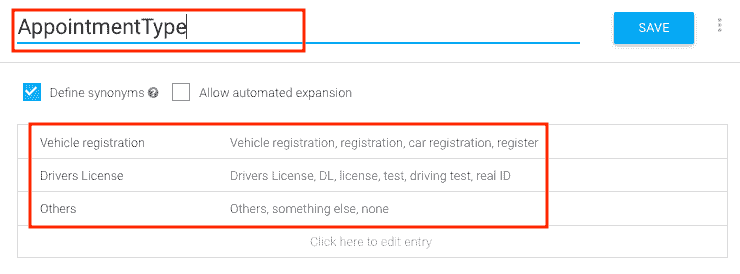 AppointmentType
SAVE
Define synonyms
Allow automated expansion
Vehicle registration Vehicle registration, registration, car registration, register
Drivers License Drivers License, DL, license, test, driving test, real ID
Others Others, something else, none
Click here to edit entry